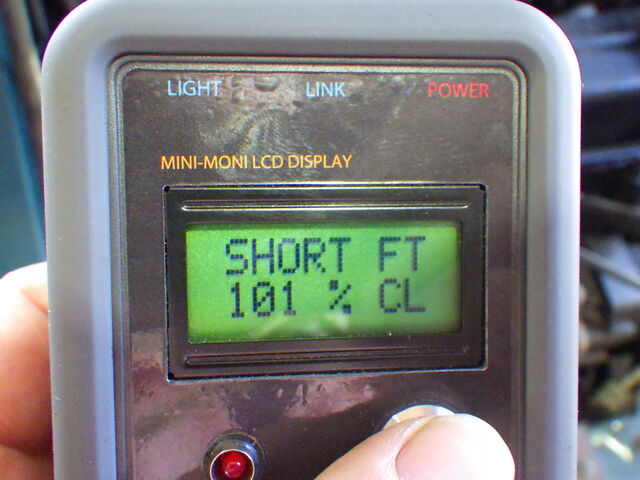 LIGHT LINK POWER
MINI-MONI LCD DISPLAY
SHORT FT
101 % CL